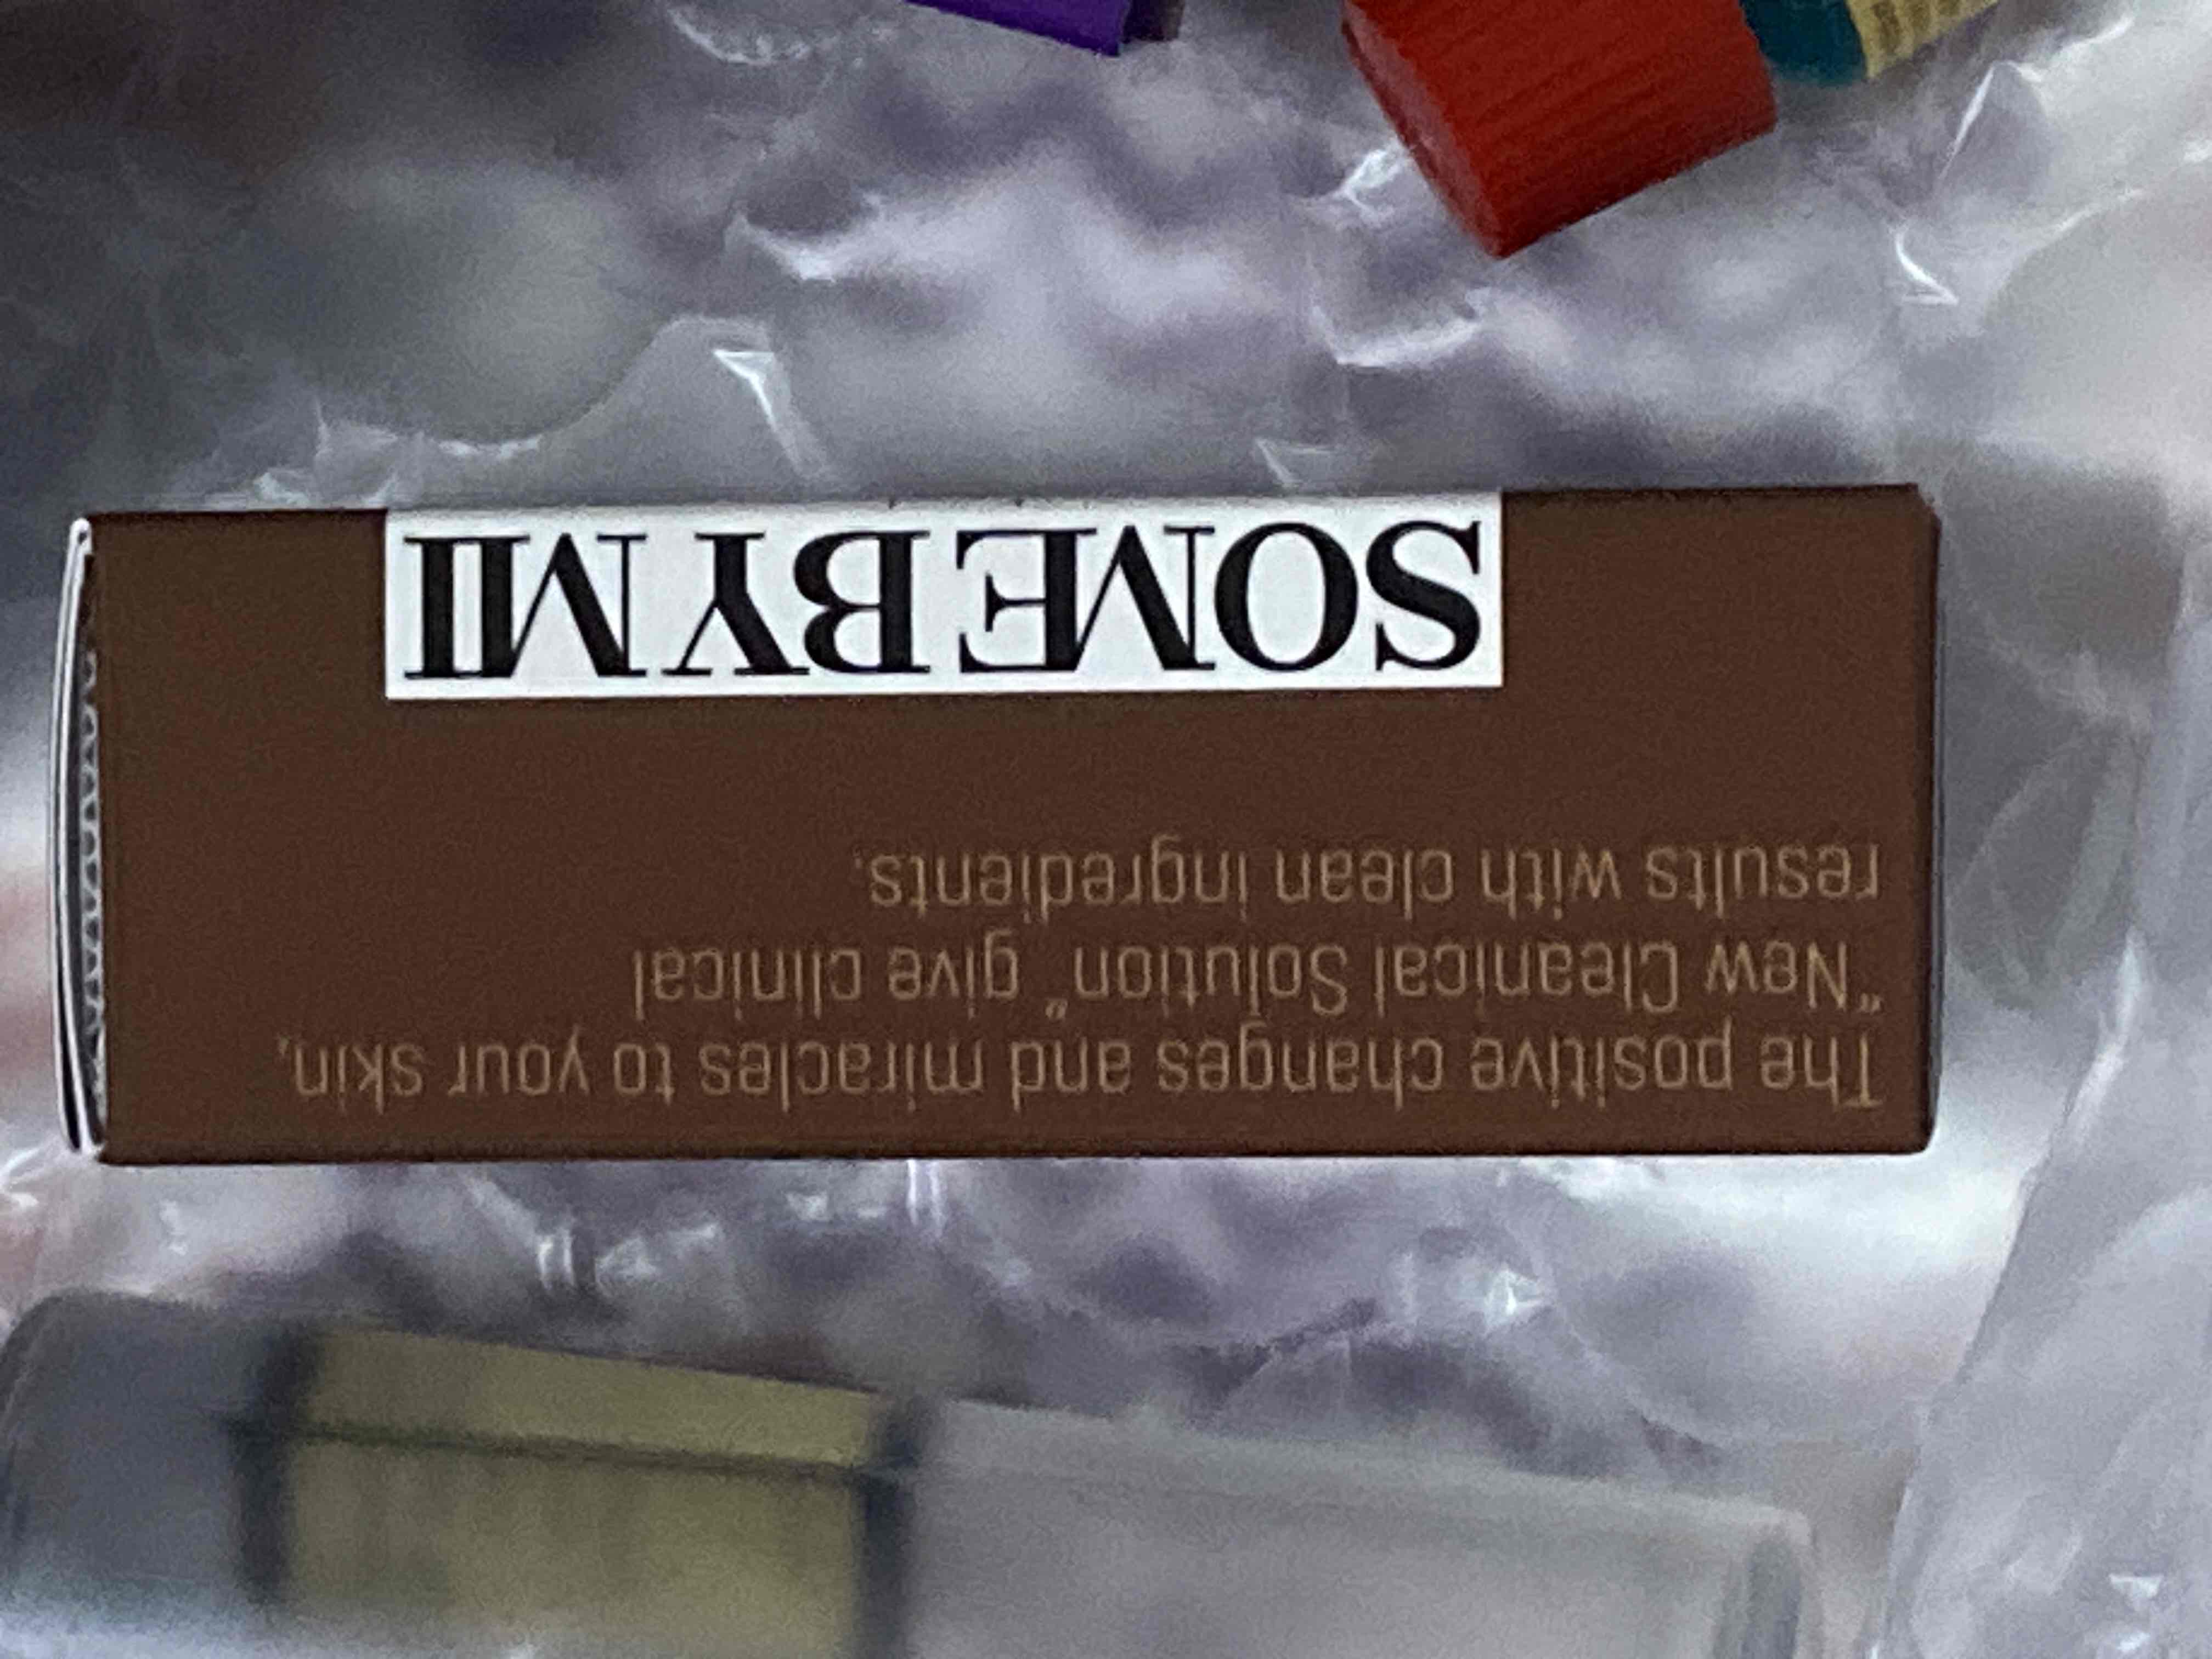 The positive changes and miracles to your skin,
"New Cleanical Solution" give clinical
results with clean ingredients.
SOME BY MI